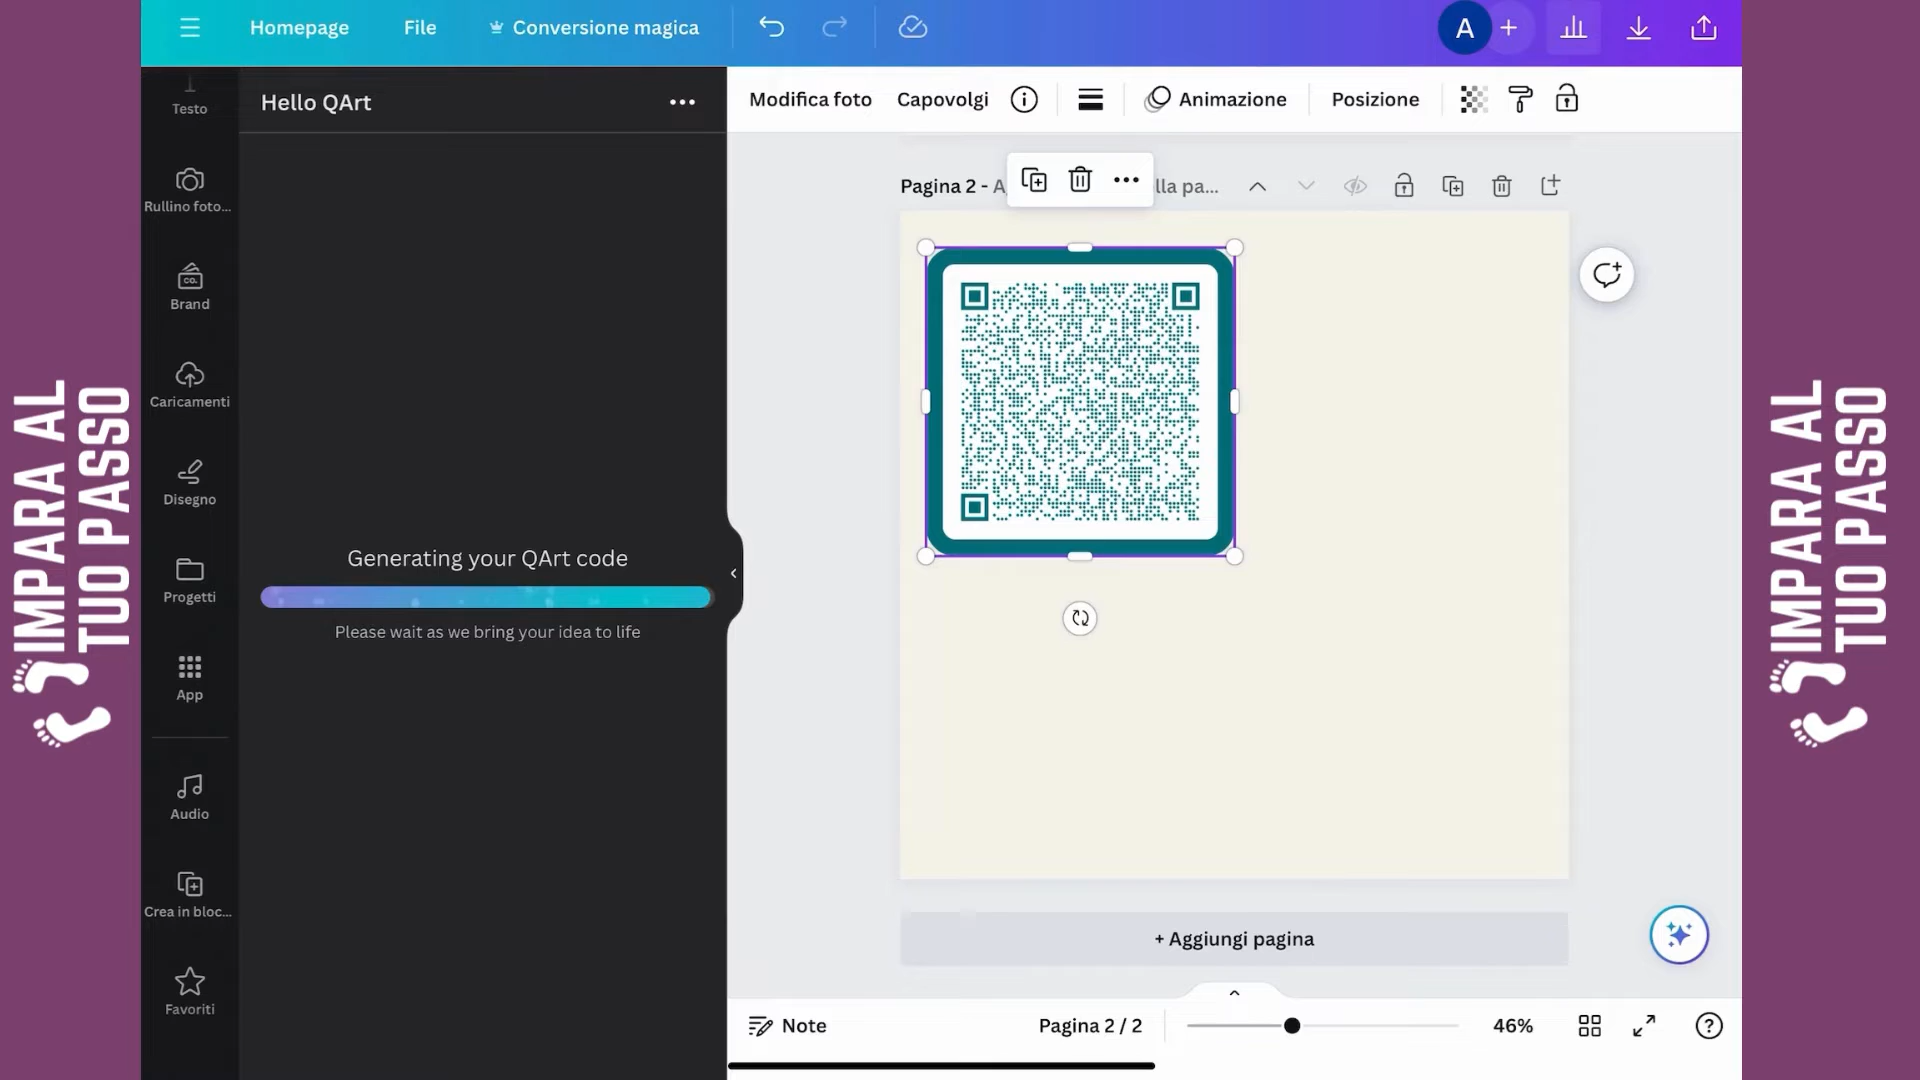 IMPARA AL
TUO PASSO
Homepage
File
Conversione magica
A
Testo
Rullino foto...
CO.
Brand
Caricamenti
Disegno
Progetti
App
Audio
Crea in bloc...
Favoriti
Hello QArt
Generating your QArt code
Please wait as we bring your idea to life
Modifica foto
Capovolgi
Animazione
Posizione
Pagina 2 - A
lla pa...
+ Aggiungi pagina
Note
Pagina 2 / 2
46%
IMPARA AL
TUO PASSO